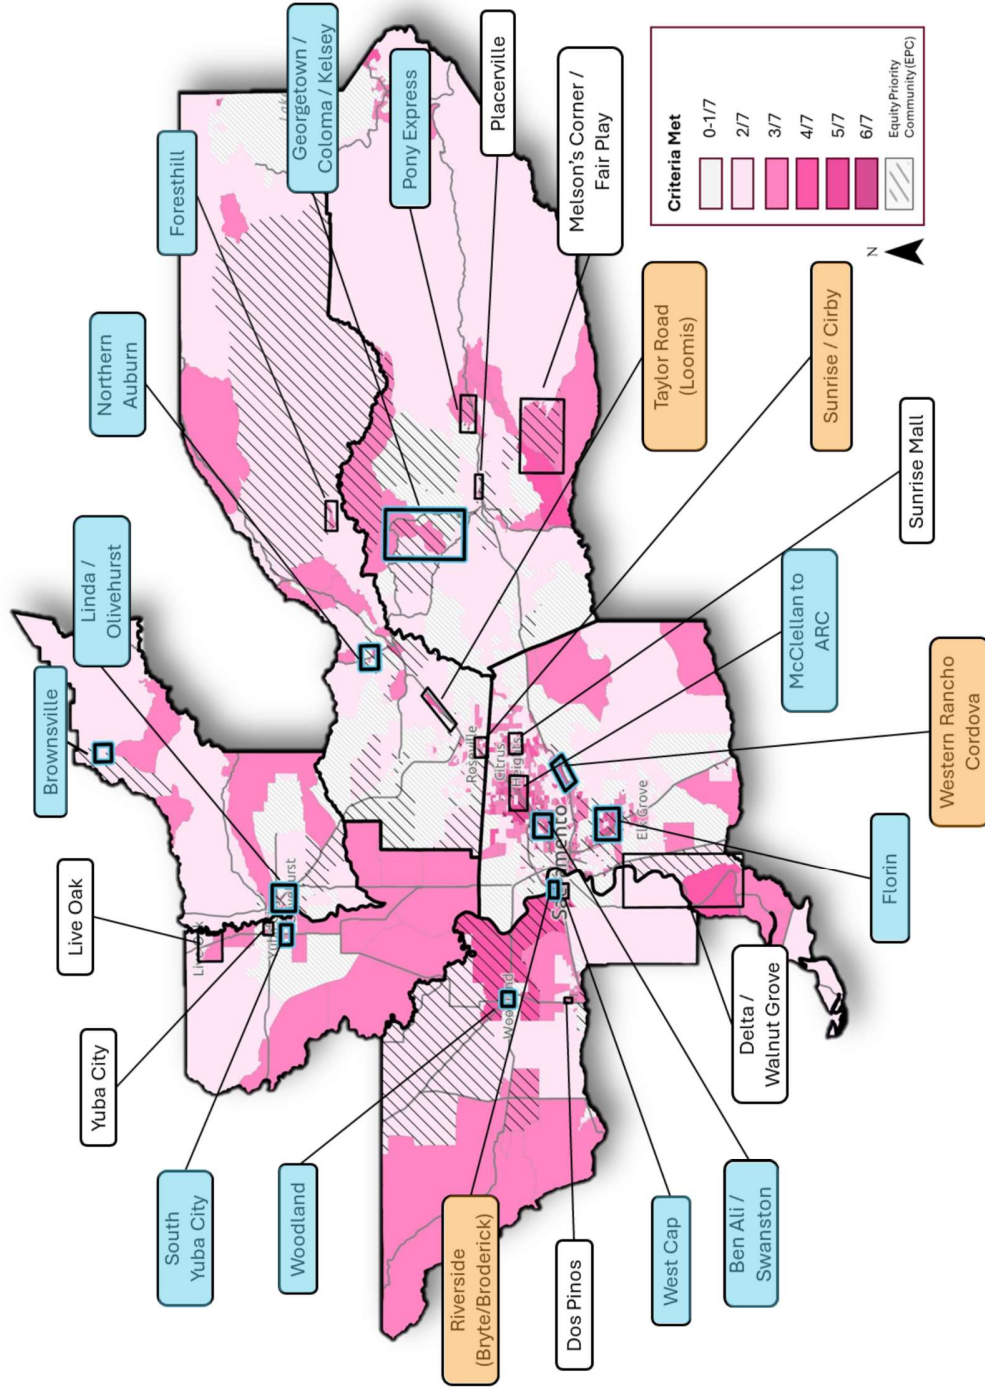 Brownsville
Linda /
Olivehurst
Northern
Auburn
Foresthill
Georgetown /
Coloma / Kelsey
Pony Express
Placerville
Melson's Corner /
Fair Play
Live Oak
Yuba City
South
Yuba City
Woodland
Riverside
(Bryte/Broderick)
Dos Pinos
West Cap
Ben Ali /
Swanston
Delta /
Walnut Grove
Florin
Western Rancho
Cordova
McClellan to
ARC
Sunrise Mall
Sunrise / Cirby
Taylor Road
(Loomis)
Roseville
Citrus
Heights
Elk Grove
N
Criteria Met
0-1/7
2/7
3/7
4/7
5/7
6/7
Equity Priority
Community (EPC)